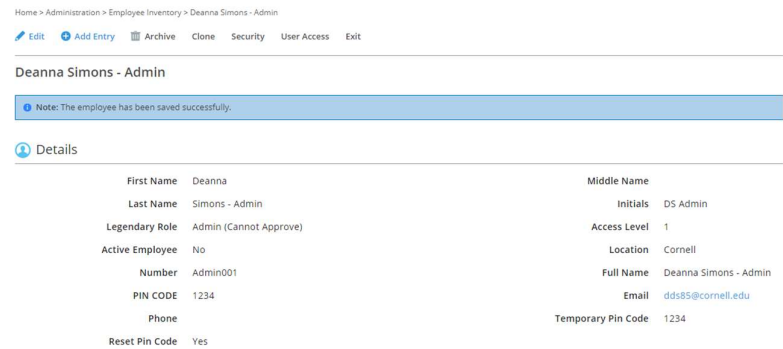 Home > Administration > Employee Inventory > Deanna Simons - Admin
Edit Add Entry Archive Clone Security User Access Exit
Deanna Simons - Admin
Note: The employee has been saved successfully.
Details
First Name Deanna Middle Name
Last Name Simons - Admin Initials DS Admin
Legendary Role Admin (Cannot Approve) Access Level 1
Active Employee No Location Cornell
Number Admin001 Full Name Deanna Simons - Admin
PIN CODE 1234 Email dds85@cornell.edu
Phone Temporary Pin Code 1234
Reset Pin Code Yes